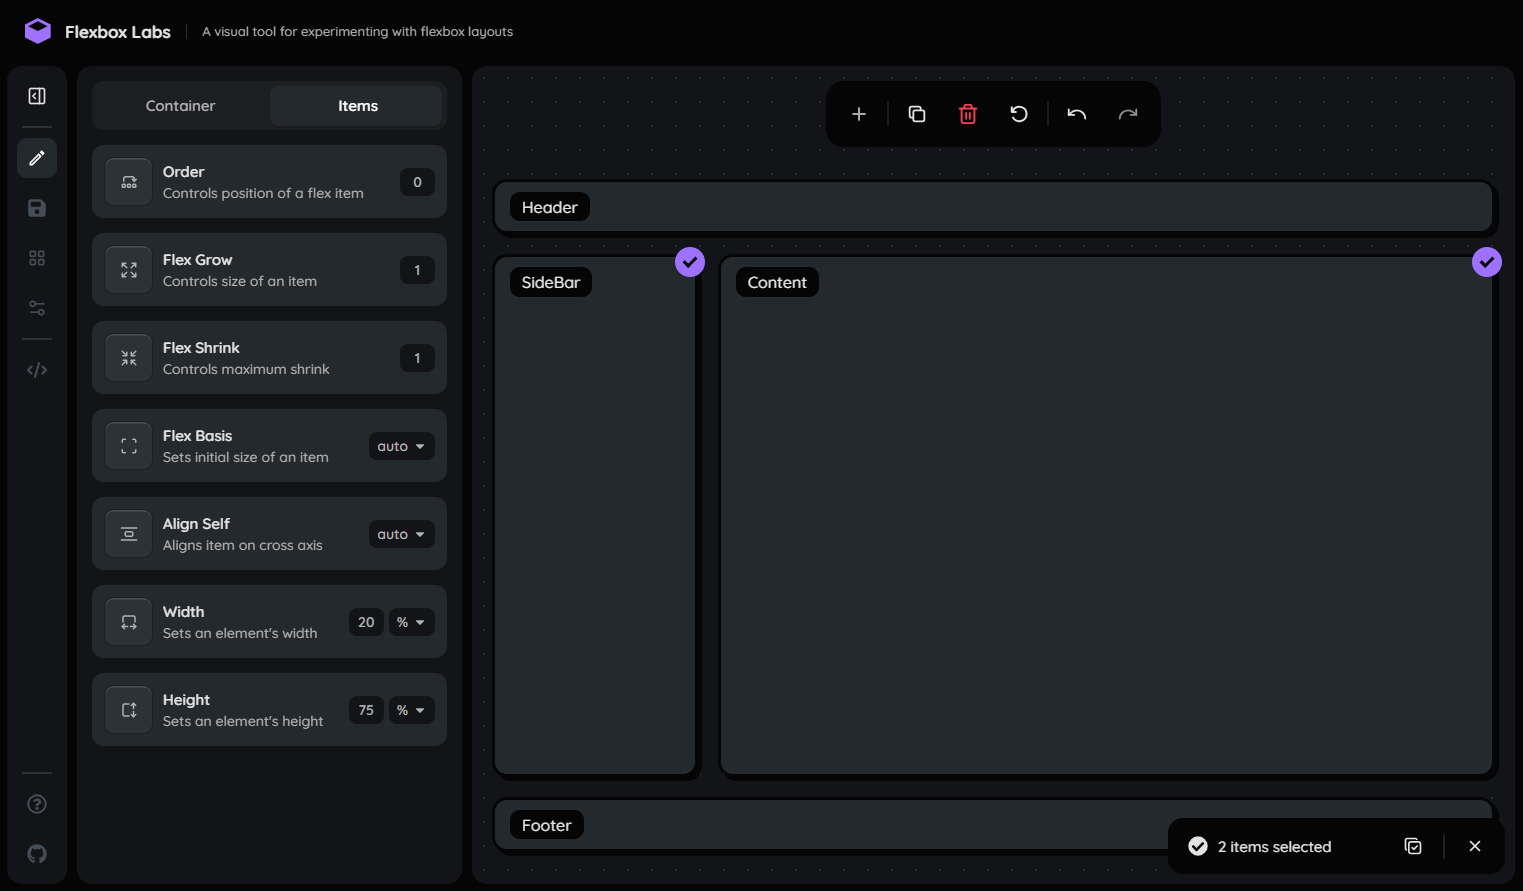 Flexbox Labs
A visual tool for experimenting with flexbox layouts
Container
Items
Order
Controls position of a flex item
0
Flex Grow
Controls size of an item
1
Flex Shrink
Controls maximum shrink
1
Flex Basis
Sets initial size of an item
auto
Align Self
Aligns item on cross axis
auto
Width
Sets an element's width
20 %
Height
Sets an element's height
75 %
Header
SideBar
Content
Footer
2 items selected